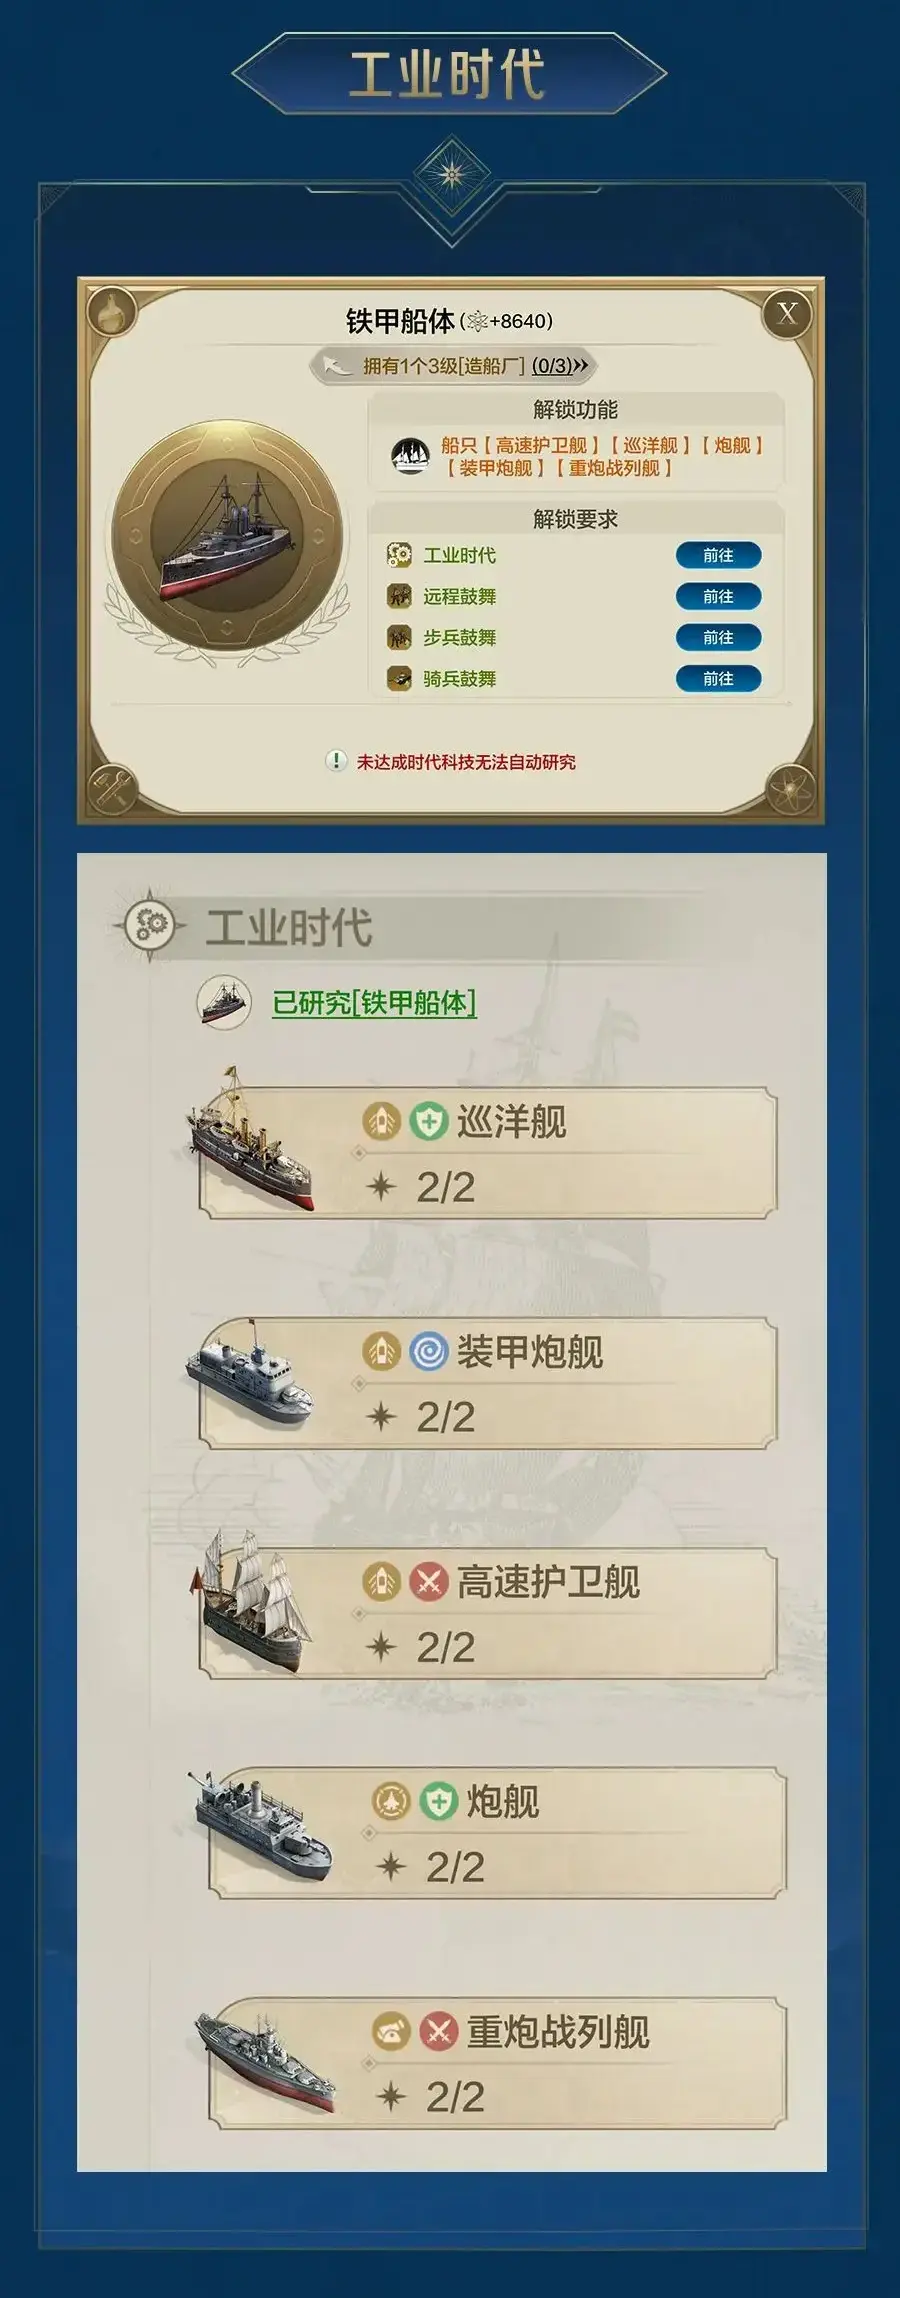 工业时代
铁甲船体(+8640)
X
拥有1个3级[造船厂] (0/3)
解锁功能
船只【高速护卫舰】【巡洋舰】【炮舰】
【装甲炮舰】【重炮战列舰】
解锁要求
工业时代 前往
远程鼓舞 前往
步兵鼓舞 前往
骑兵鼓舞 前往
! 未达成时代科技无法自动研究
工业时代
已研究[铁甲船体]
巡洋舰
2/2
装甲炮舰
2/2
高速护卫舰
2/2
炮舰
2/2
重炮战列舰
2/2